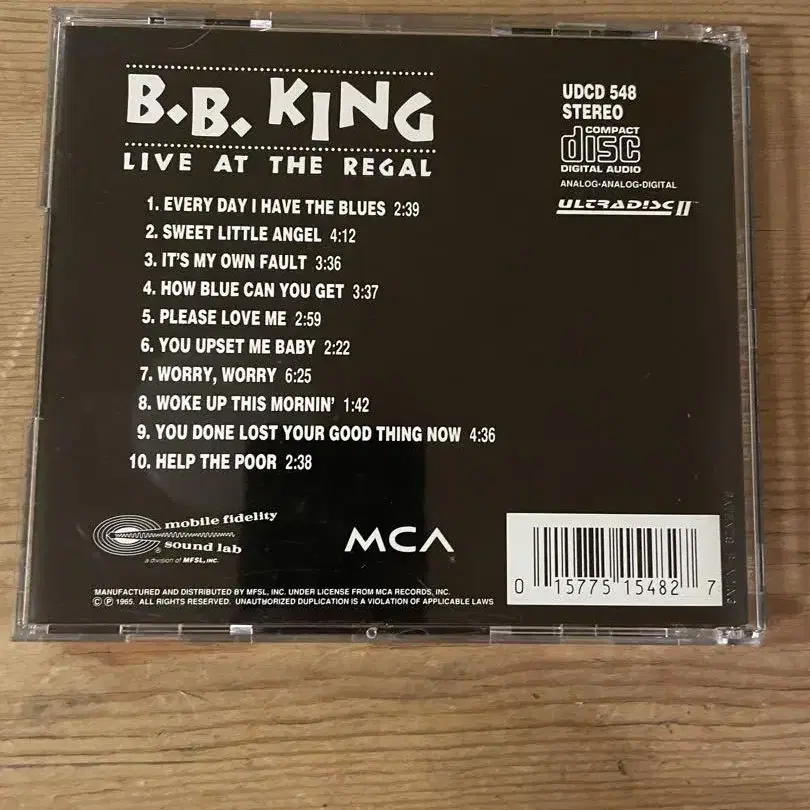 B.B. KING
LIVE AT THE REGAL
UDCD 548
STEREO
COMPACT
disc
DIGITAL AUDIO
ANALOG•ANALOG•DIGITAL
ULTRADISC II™
1. EVERY DAY I HAVE THE BLUES 2:39
2. SWEET LITTLE ANGEL 4:12
3. IT'S MY OWN FAULT 3:36
4. HOW BLUE CAN YOU GET 3:37
5. PLEASE LOVE ME 2:59
6. YOU UPSET ME BABY 2:22
7. WORRY, WORRY 6:25
8. WOKE UP THIS MORNIN' 1:42
9. YOU DONE LOST YOUR GOOD THING NOW 4:36
10. HELP THE POOR 2:38
mobile fidelity
® sound lab
a division of MFSL, INC.
MCA
MANUFACTURED AND DISTRIBUTED BY MFSL, INC. UNDER LICENSE FROM MCA RECORDS, INC.
© ℗ 1965. ALL RIGHTS RESERVED. UNAUTHORIZED DUPLICATION IS A VIOLATION OF APPLICABLE LAWS
0 15775 15482 7